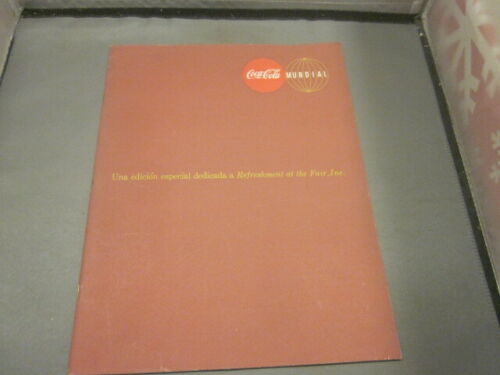 Coca-Cola MUNDIAL
Una edición especial dedicada a Refreshment at the Fair, Inc.